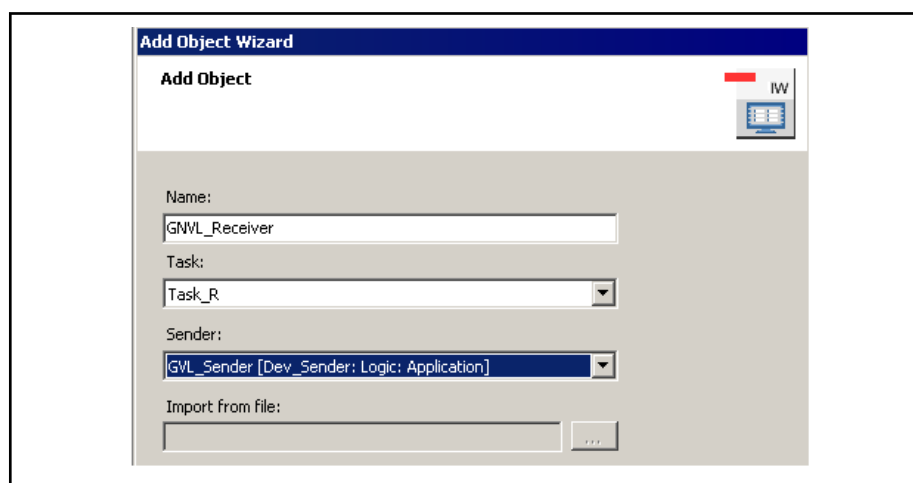 Add Object Wizard
Add Object
IW
Name:
GNVL_Receiver
Task:
Task_R
Sender:
GVL_Sender [Dev_Sender: Logic: Application]
Import from file:
...